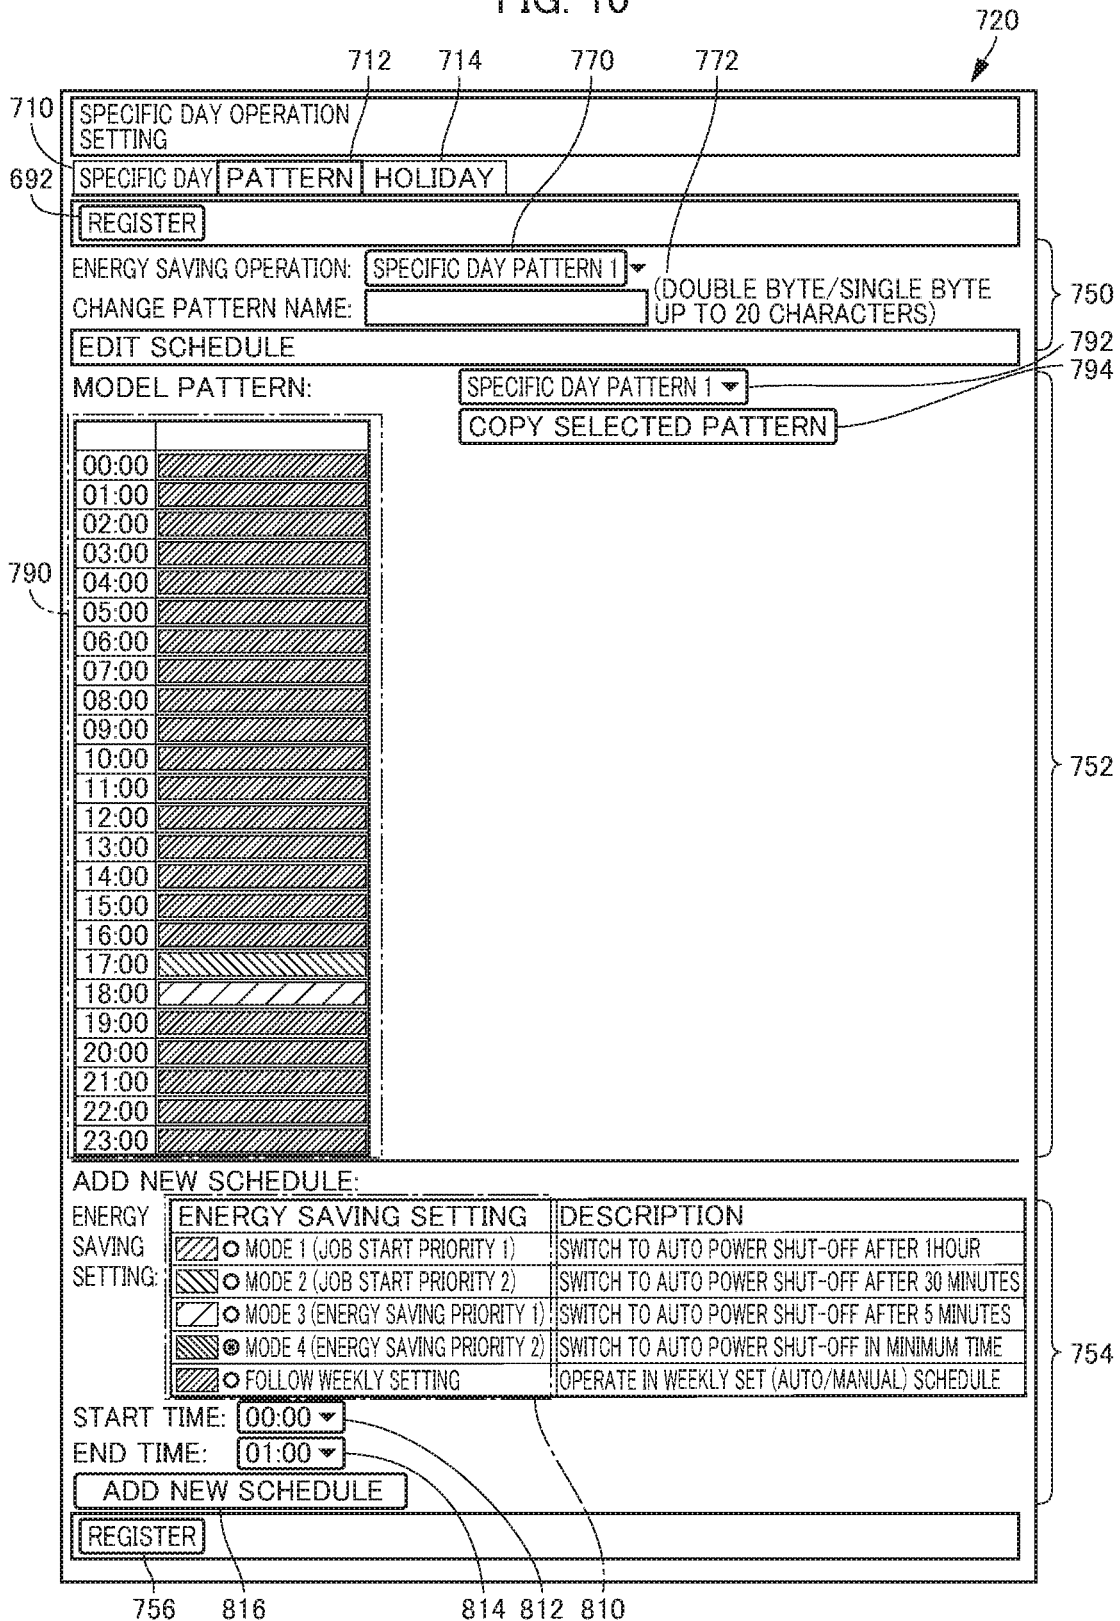 720
712 714 770 772
710
SPECIFIC DAY OPERATION
SETTING
692
SPECIFIC DAY PATTERN HOLIDAY
REGISTER
ENERGY SAVING OPERATION: SPECIFIC DAY PATTERN 1
CHANGE PATTERN NAME: (DOUBLE BYTE/SINGLE BYTE
UP TO 20 CHARACTERS)
750
EDIT SCHEDULE
792
MODEL PATTERN: SPECIFIC DAY PATTERN 1
794
COPY SELECTED PATTERN
00:00
01:00
02:00
03:00
790
04:00
05:00
06:00
07:00
08:00
09:00
10:00
752
11:00
12:00
13:00
14:00
15:00
16:00
17:00
18:00
19:00
20:00
21:00
22:00
23:00
ADD NEW SCHEDULE:
ENERGY
SAVING
SETTING:
ENERGY SAVING SETTING DESCRIPTION
MODE 1 (JOB START PRIORITY 1) SWITCH TO AUTO POWER SHUT-OFF AFTER 1HOUR
MODE 2 (JOB START PRIORITY 2) SWITCH TO AUTO POWER SHUT-OFF AFTER 30 MINUTES
MODE 3 (ENERGY SAVING PRIORITY 1) SWITCH TO AUTO POWER SHUT-OFF AFTER 5 MINUTES
MODE 4 (ENERGY SAVING PRIORITY 2) SWITCH TO AUTO POWER SHUT-OFF IN MINIMUM TIME
754
FOLLOW WEEKLY SETTING OPERATE IN WEEKLY SET (AUTO/MANUAL) SCHEDULE
START TIME: 00:00
END TIME: 01:00
ADD NEW SCHEDULE
REGISTER
756 816 814 812 810